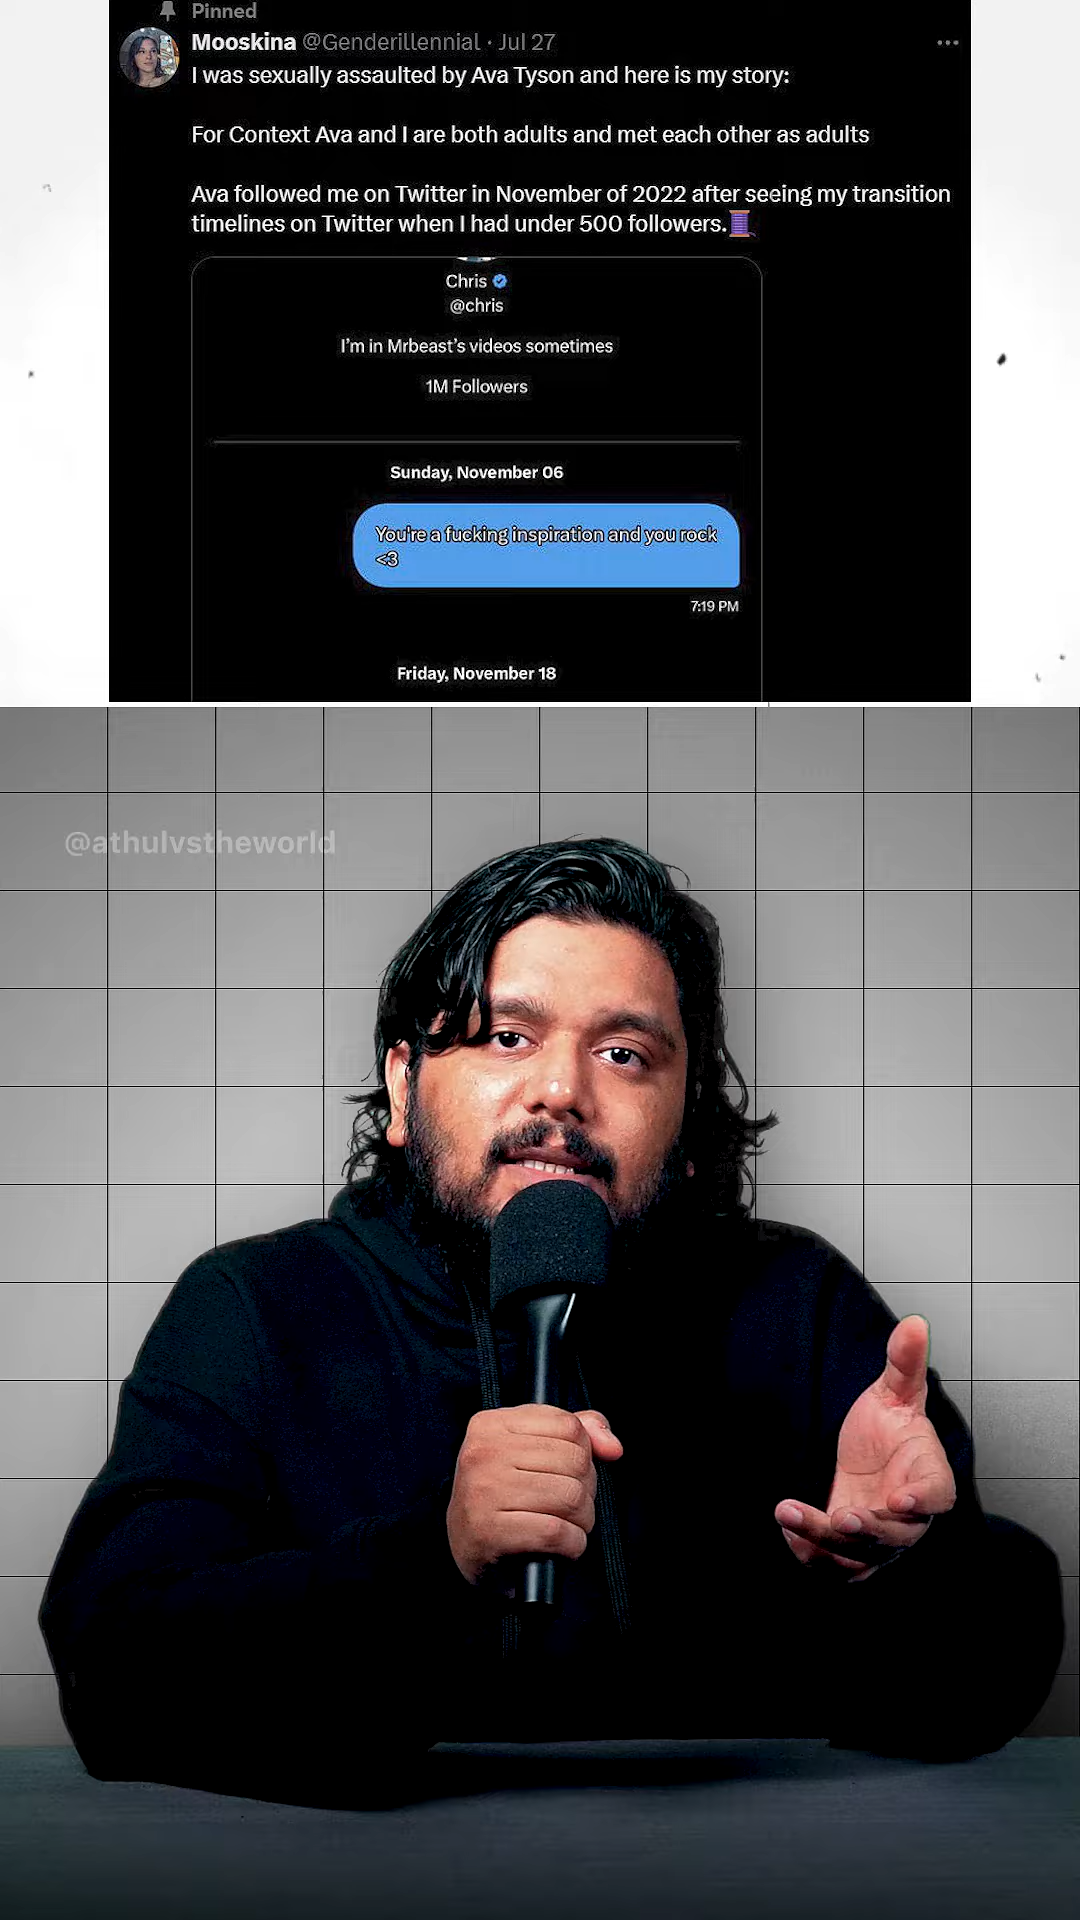 Pinned
Mooskina @Genderillennial · Jul 27
I was sexually assaulted by Ava Tyson and here is my story:
For Context Ava and I are both adults and met each other as adults
Ava followed me on Twitter in November of 2022 after seeing my transition
timelines on Twitter when I had under 500 followers.🧵
Chris
@chris
I'm in Mrbeast's videos sometimes
1M Followers
Sunday, November 06
You're a fucking inspiration and you rock
<3
7:19 PM
Friday, November 18
@athulvstheworld